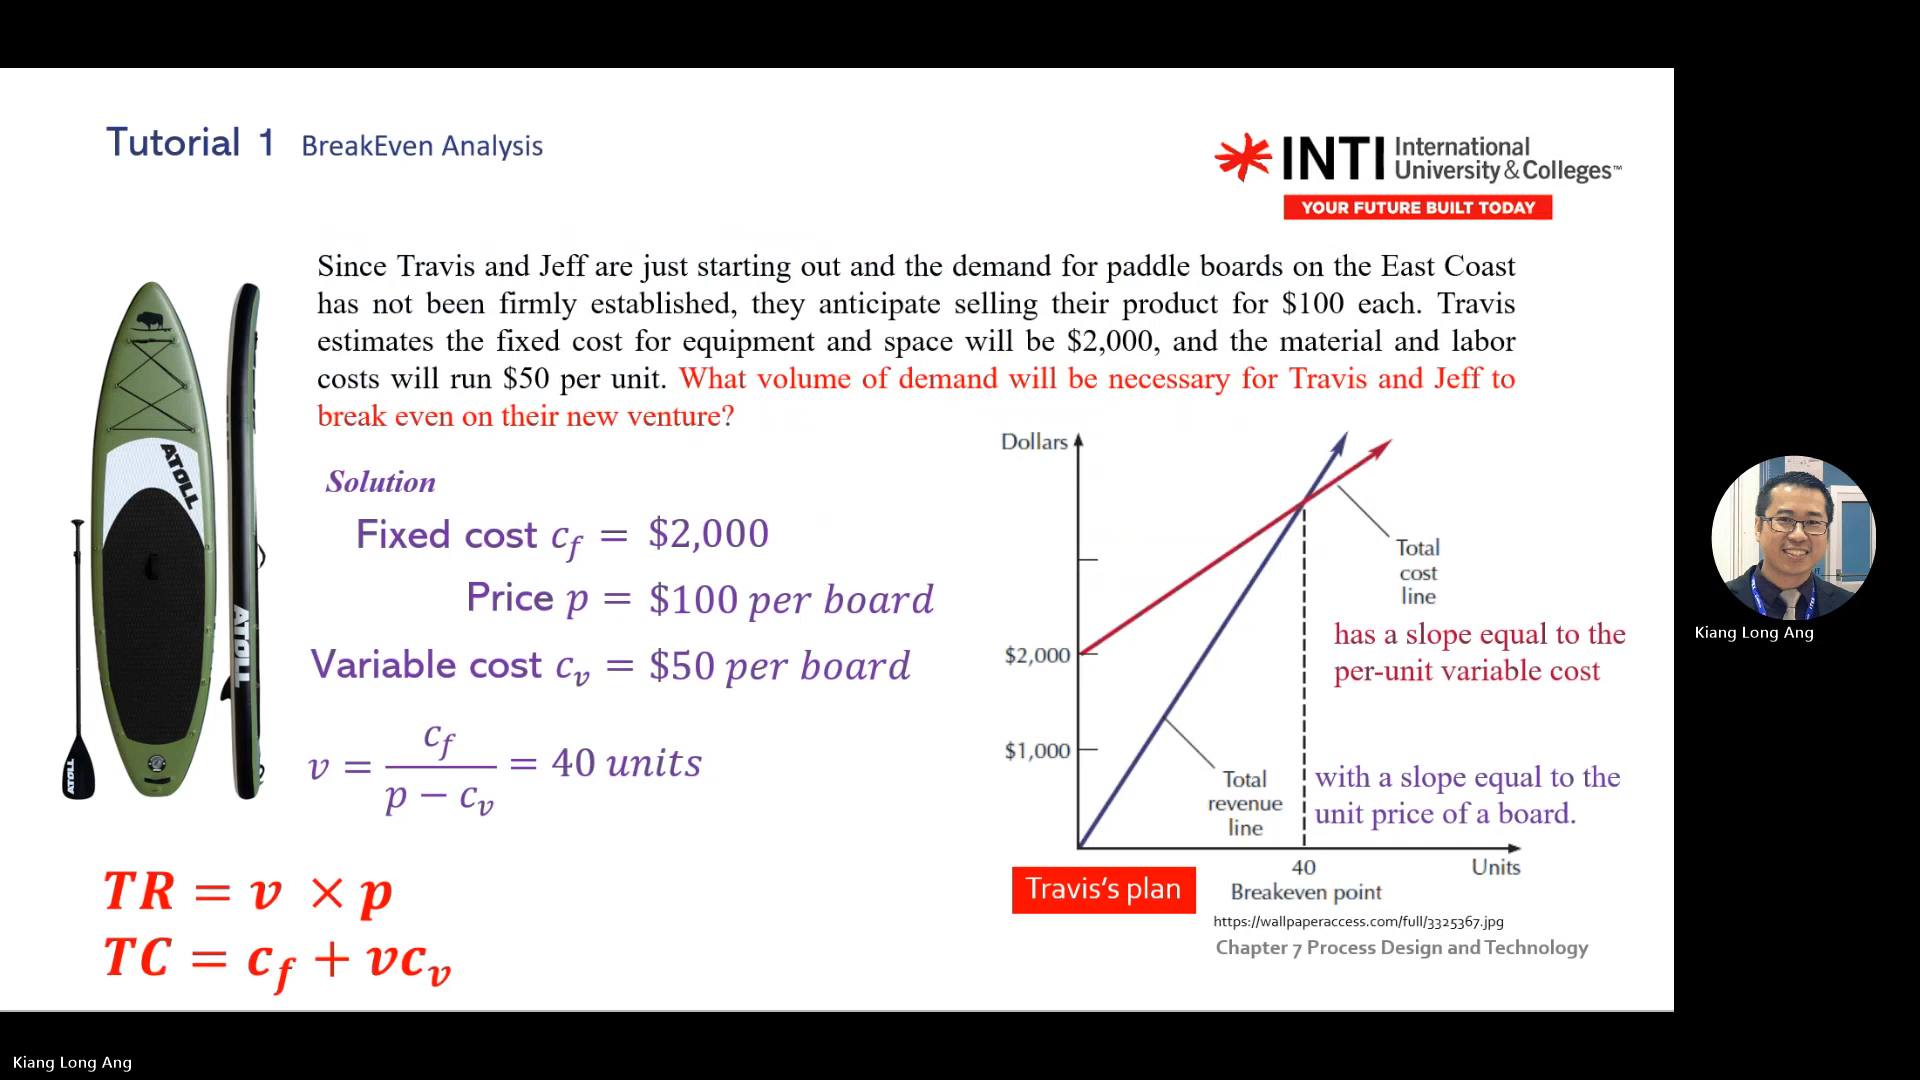 Tutorial 1 BreakEven Analysis
INTI International
University & Colleges™
YOUR FUTURE BUILT TODAY
Since Travis and Jeff are just starting out and the demand for paddle boards on the East Coast
has not been firmly established, they anticipate selling their product for $100 each. Travis
estimates the fixed cost for equipment and space will be $2,000, and the material and labor
costs will run $50 per unit. What volume of demand will be necessary for Travis and Jeff to
break even on their new venture?
ATOLL
ATOLL
ATOLL
Solution
Fixed cost c_f = $2,000
Price p = $100 per board
Variable cost c_v = $50 per board
v = c_f / (p − c_v) = 40 units
TR = v × p
TC = c_f + vc_v
Dollars
$2,000
$1,000
Total
cost
line
has a slope equal to the
per-unit variable cost
Total
revenue
line
with a slope equal to the
unit price of a board.
40
Units
Breakeven point
Travis's plan
https://wallpaperaccess.com/full/3325367.jpg
Chapter 7 Process Design and Technology
Kiang Long Ang
Kiang Long Ang